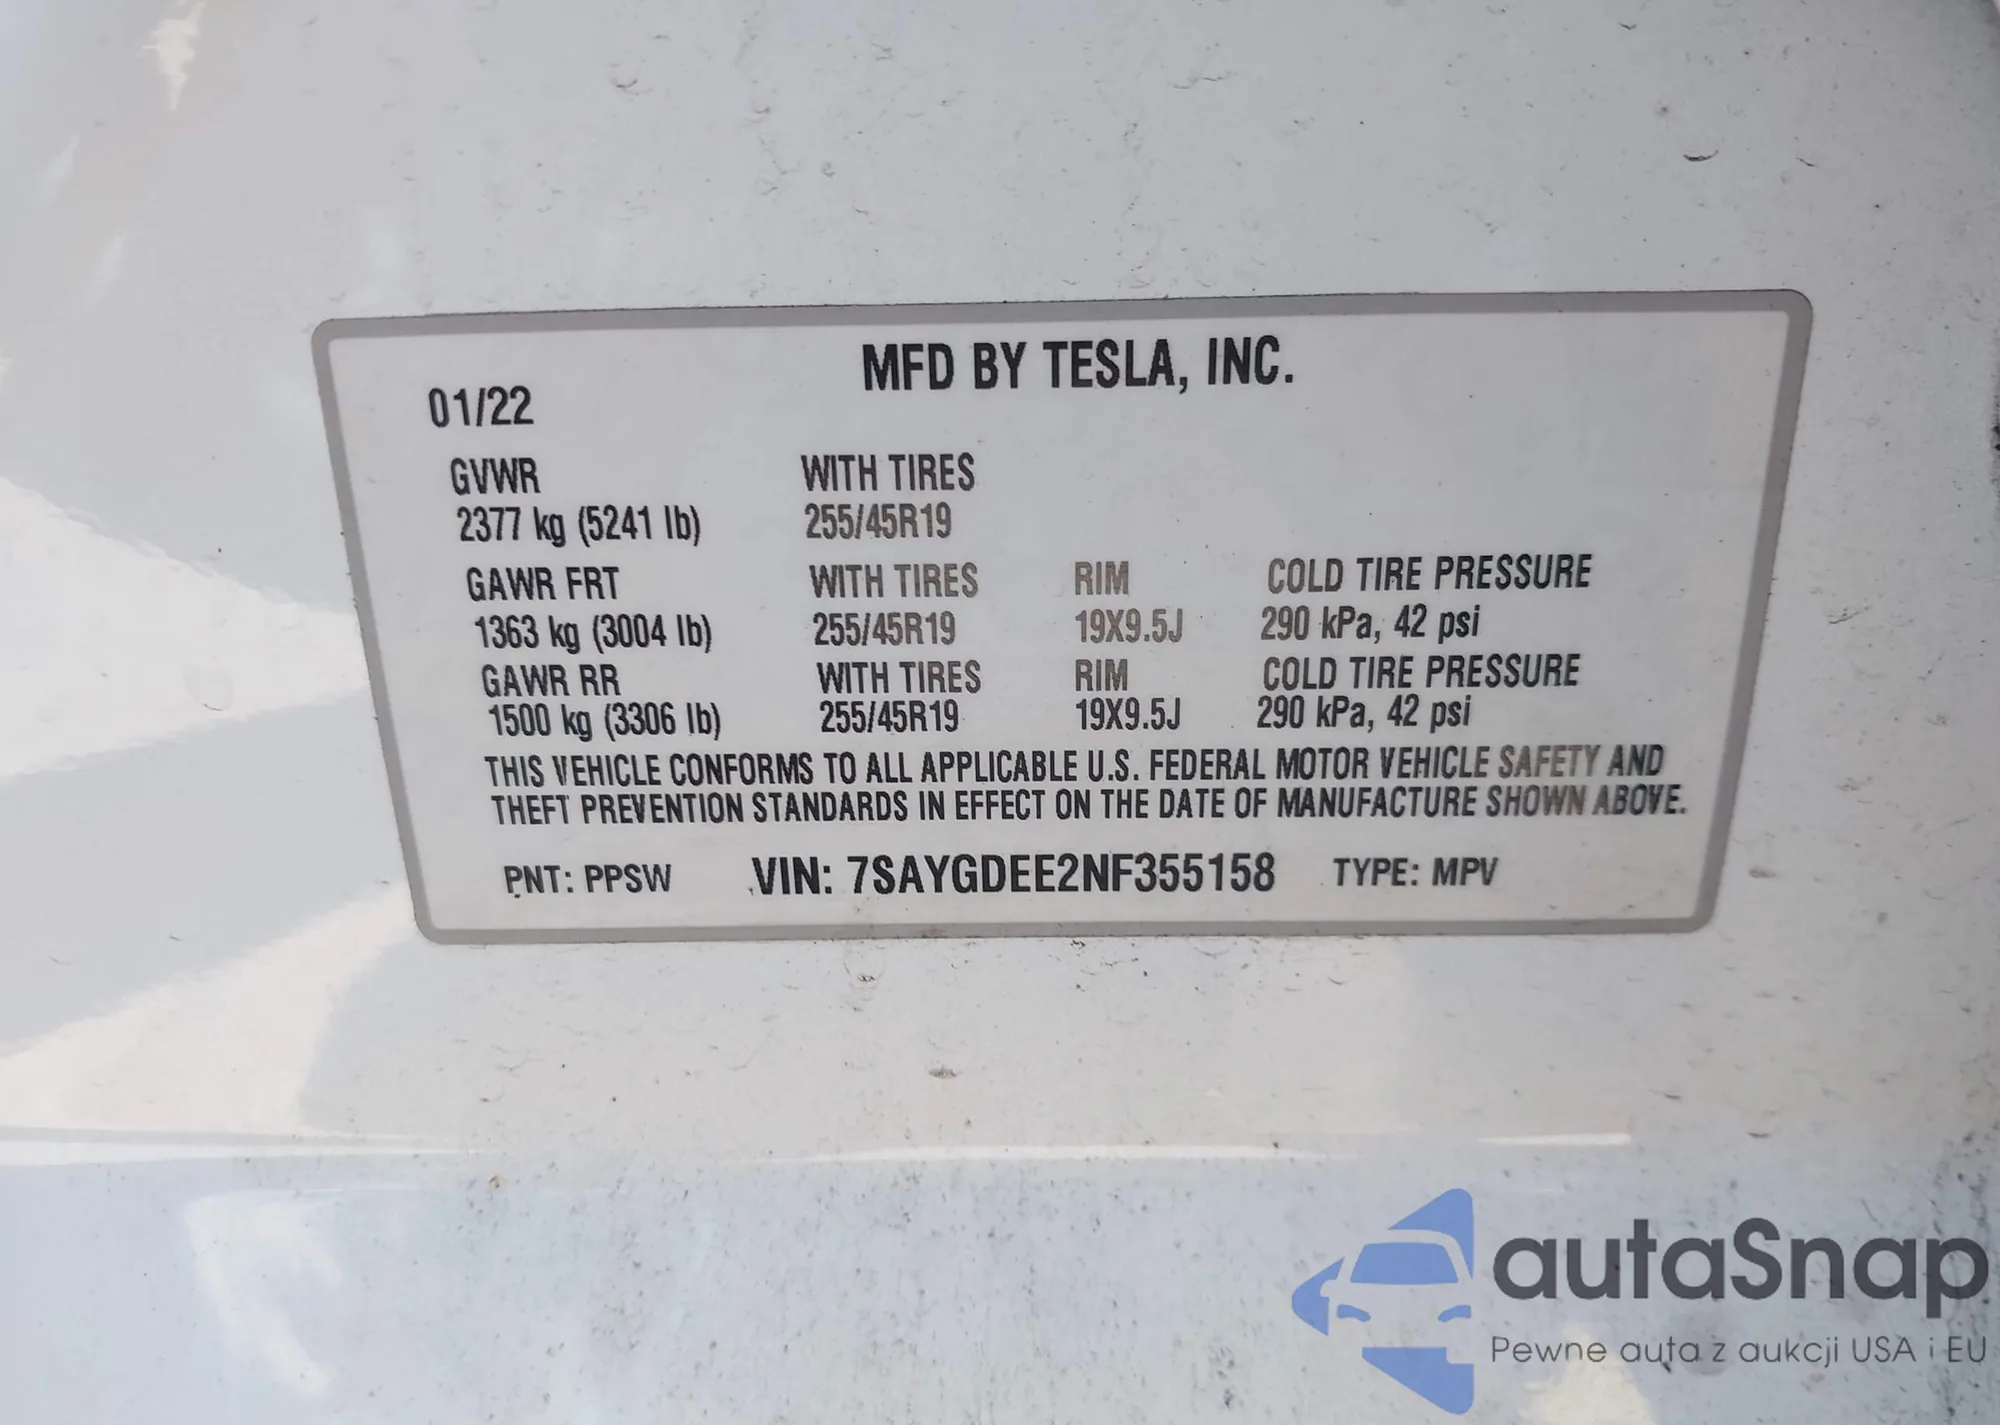 MFD BY TESLA, INC.
01/22
GVWR WITH TIRES
2377 kg (5241 lb) 255/45R19
GAWR FRT WITH TIRES RIM COLD TIRE PRESSURE
1363 kg (3004 lb) 255/45R19 19X9.5J 290 kPa, 42 psi
GAWR RR WITH TIRES RIM COLD TIRE PRESSURE
1500 kg (3306 lb) 255/45R19 19X9.5J 290 kPa, 42 psi
THIS VEHICLE CONFORMS TO ALL APPLICABLE U.S. FEDERAL MOTOR VEHICLE SAFETY AND
THEFT PREVENTION STANDARDS IN EFFECT ON THE DATE OF MANUFACTURE SHOWN ABOVE.
PNT: PPSW VIN: 7SAYGDEE2NF355158 TYPE: MPV
autaSnap
Pewne auta z aukcji USA i EU